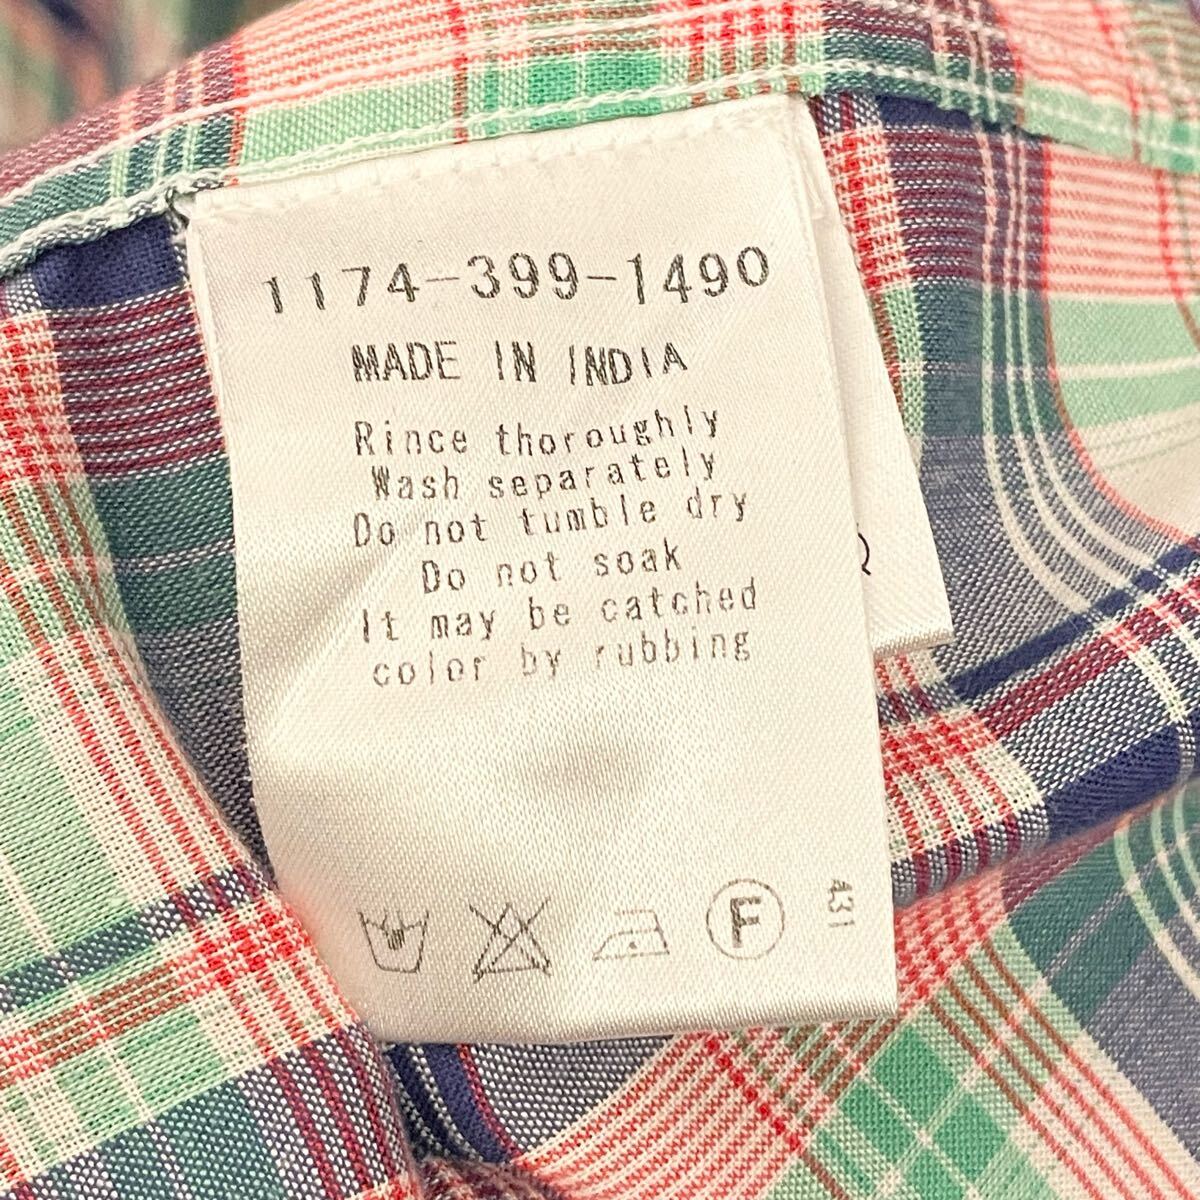 1174-399-1490
MADE IN INDIA
Rince thoroughly
Wash separately
Do not tumble dry
Do not soak
It may be catched
color by rubbing
F
431